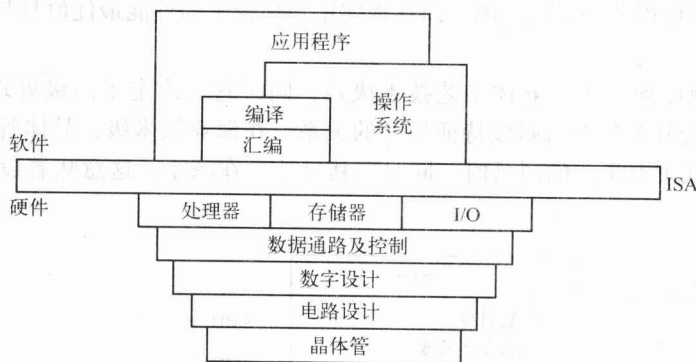 应用程序
操作
系统
编译
汇编
软件
ISA
硬件
处理器 存储器 I/O
数据通路及控制
数字设计
电路设计
晶体管